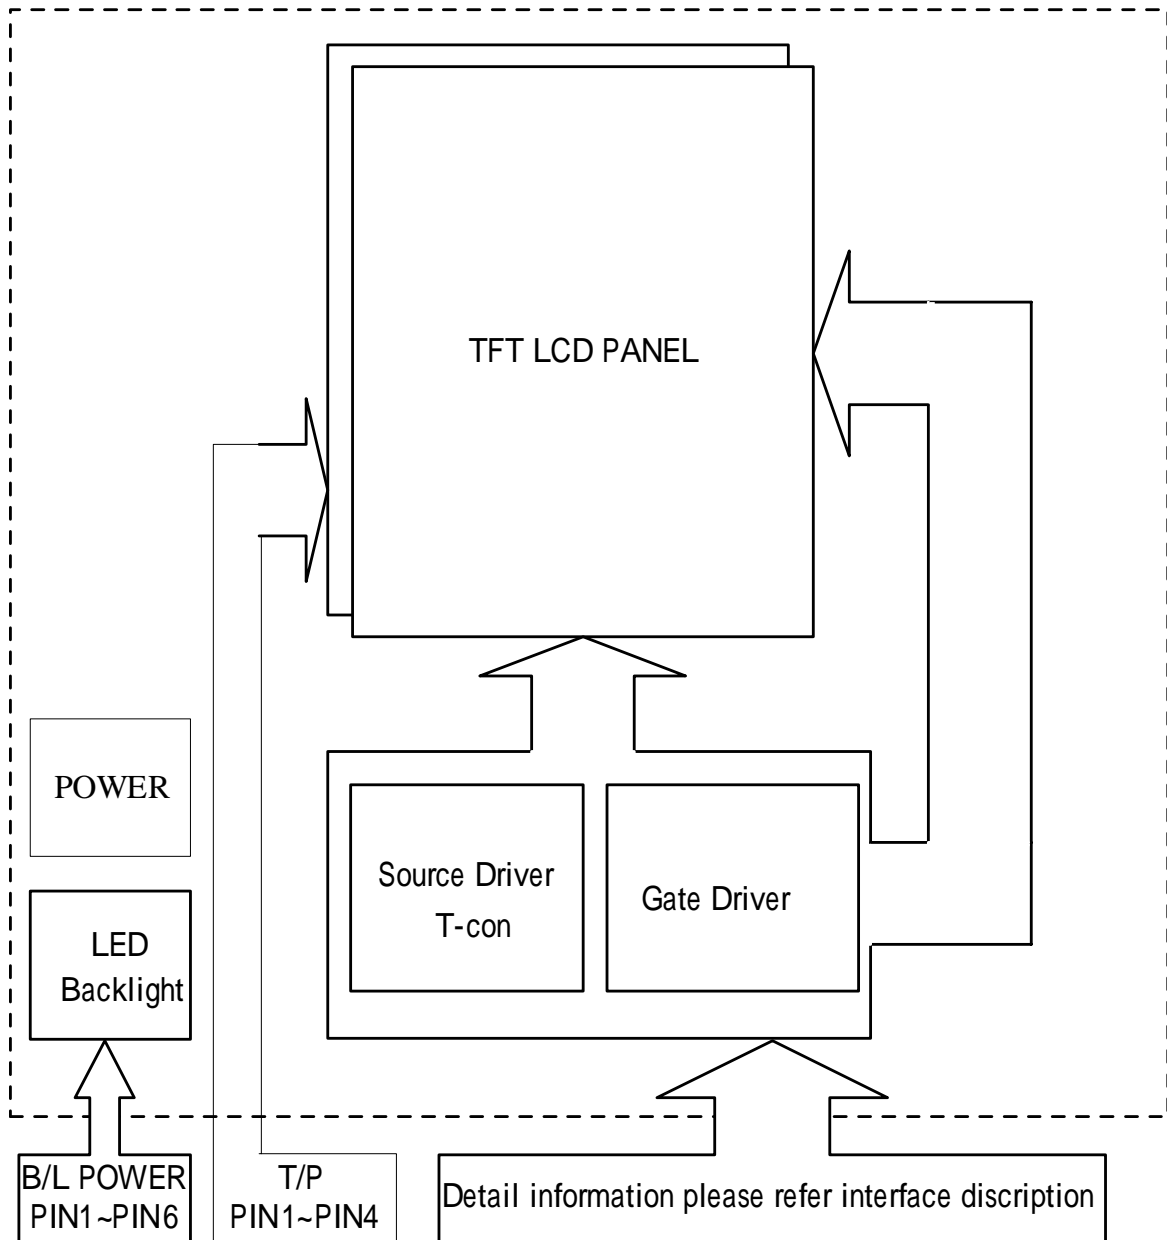 TFT LCD PANEL
POWER
Source Driver
T-con
Gate Driver
LED
Backlight
B/L POWER
PIN1~PIN6
T/P
PIN1~PIN4
Detail information please refer interface discription